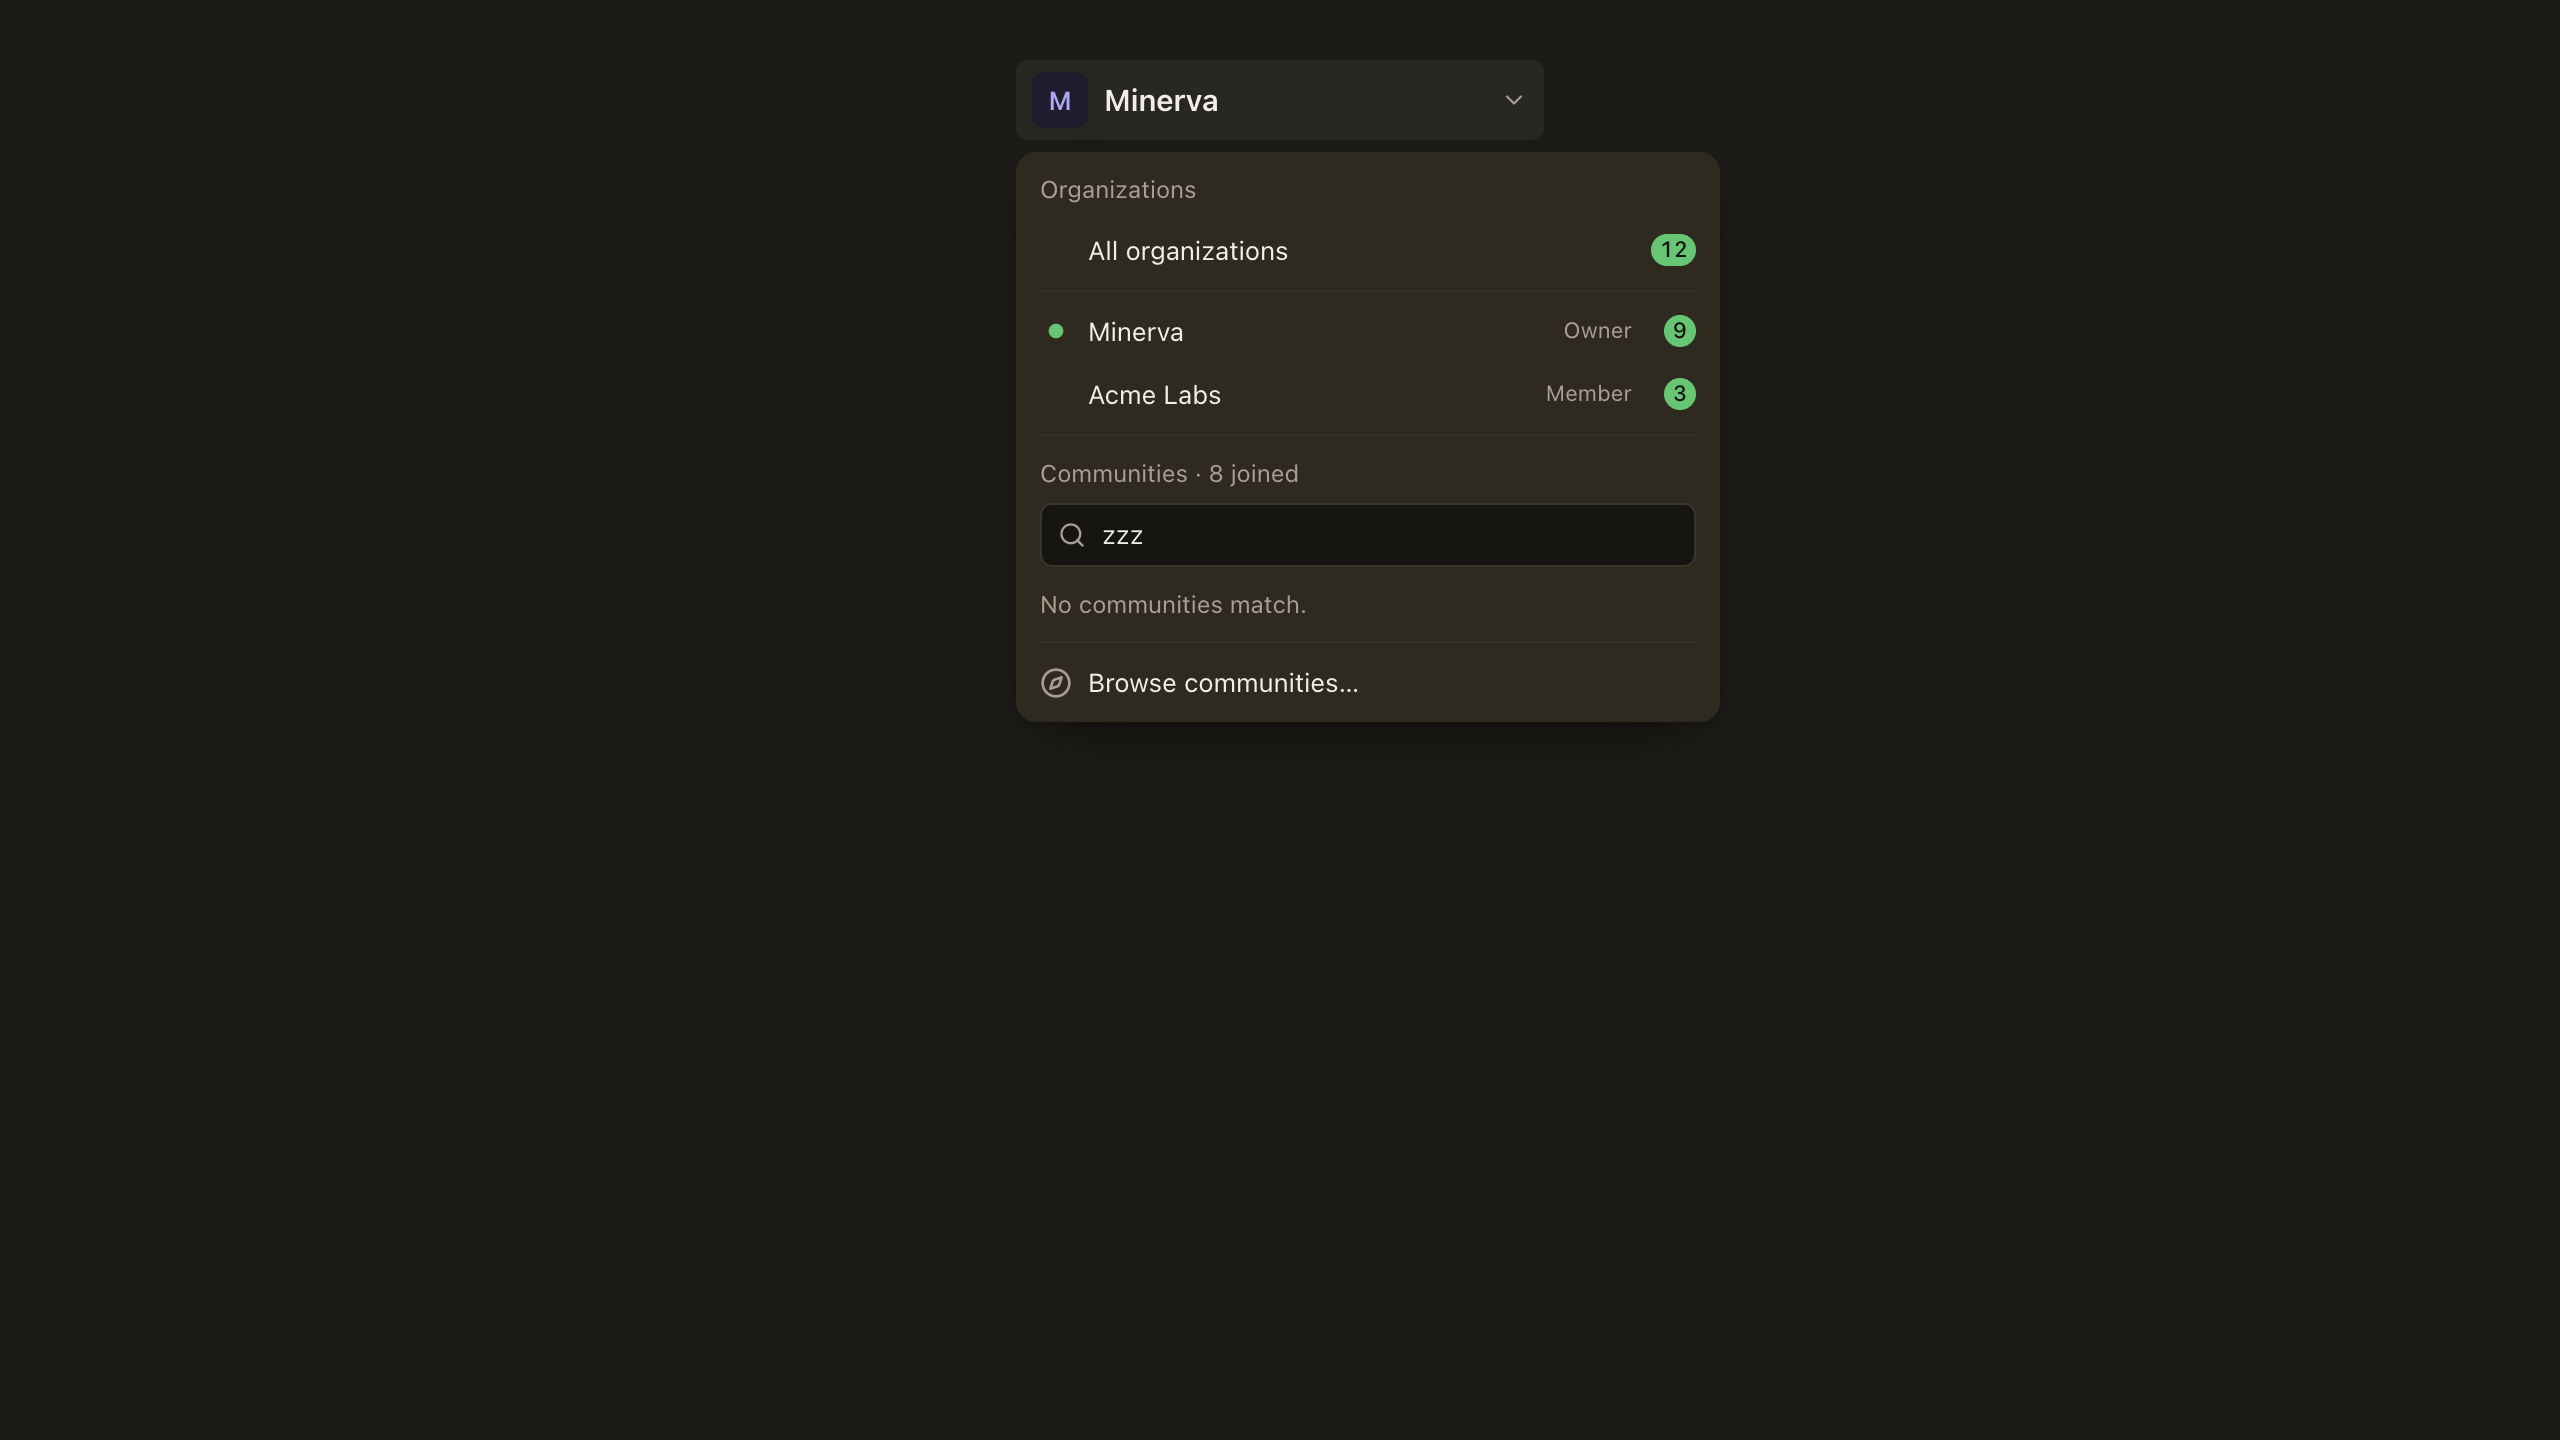 M Minerva
Organizations
All organizations 12
Minerva Owner 9
Acme Labs Member 3
Communities · 8 joined
zzz
No communities match.
Browse communities...